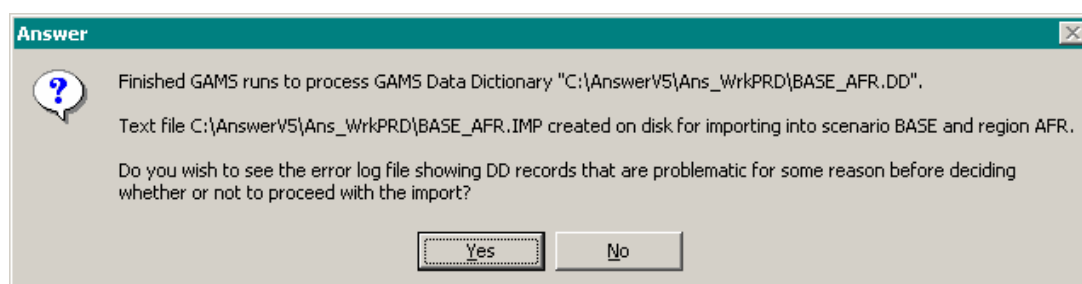 Answer
Finished GAMS runs to process GAMS Data Dictionary "C:\AnswerV5\Ans_WrkPRD\BASE_AFR.DD".
Text file C:\AnswerV5\Ans_WrkPRD\BASE_AFR.IMP created on disk for importing into scenario BASE and region AFR.
Do you wish to see the error log file showing DD records that are problematic for some reason before deciding
whether or not to proceed with the import?
Yes No